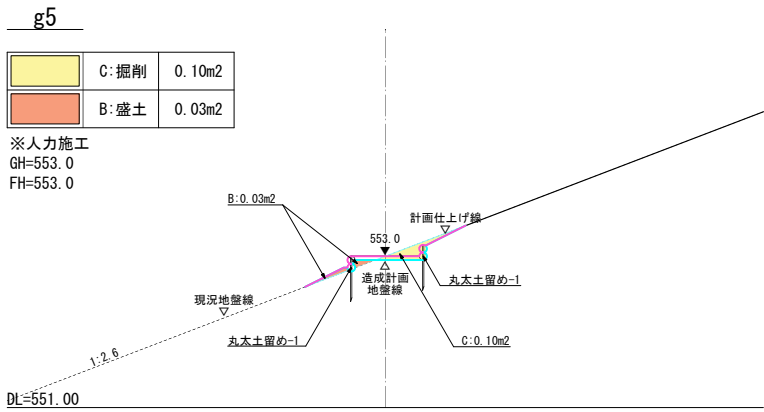 g5
C:掘削 0.10m2
B:盛土 0.03m2
※人力施工
GH=553.0
FH=553.0
B:0.03m2
計画仕上げ線
553.0
丸太土留め-1
造成計画
地盤線
現況地盤線
丸太土留め-1
C:0.10m2
1:2.6
DL=551.00